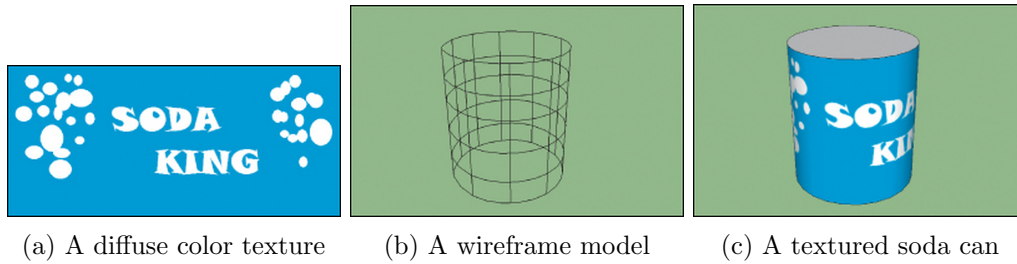 SODA
KING
SODA
KIN
(a) A diffuse color texture
(b) A wireframe model
(c) A textured soda can